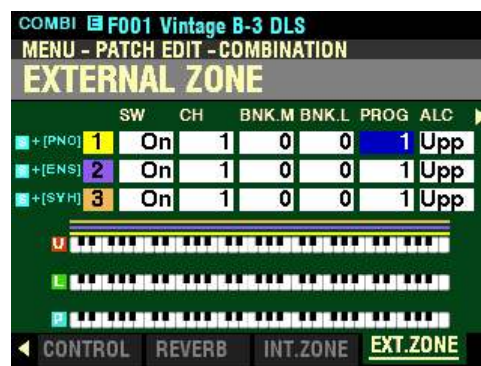 COMBI E F001 Vintage B-3 DLS
MENU - PATCH EDIT - COMBINATION
EXTERNAL ZONE
SW CH BNK.M BNK.L PROG ALC
S + [PNO] 1 On 1 0 0 1 Upp
S + [ENS] 2 On 1 0 0 1 Upp
S + [SYH] 3 On 1 0 0 1 Upp
U
L
P
CONTROL REVERB INT.ZONE EXT.ZONE